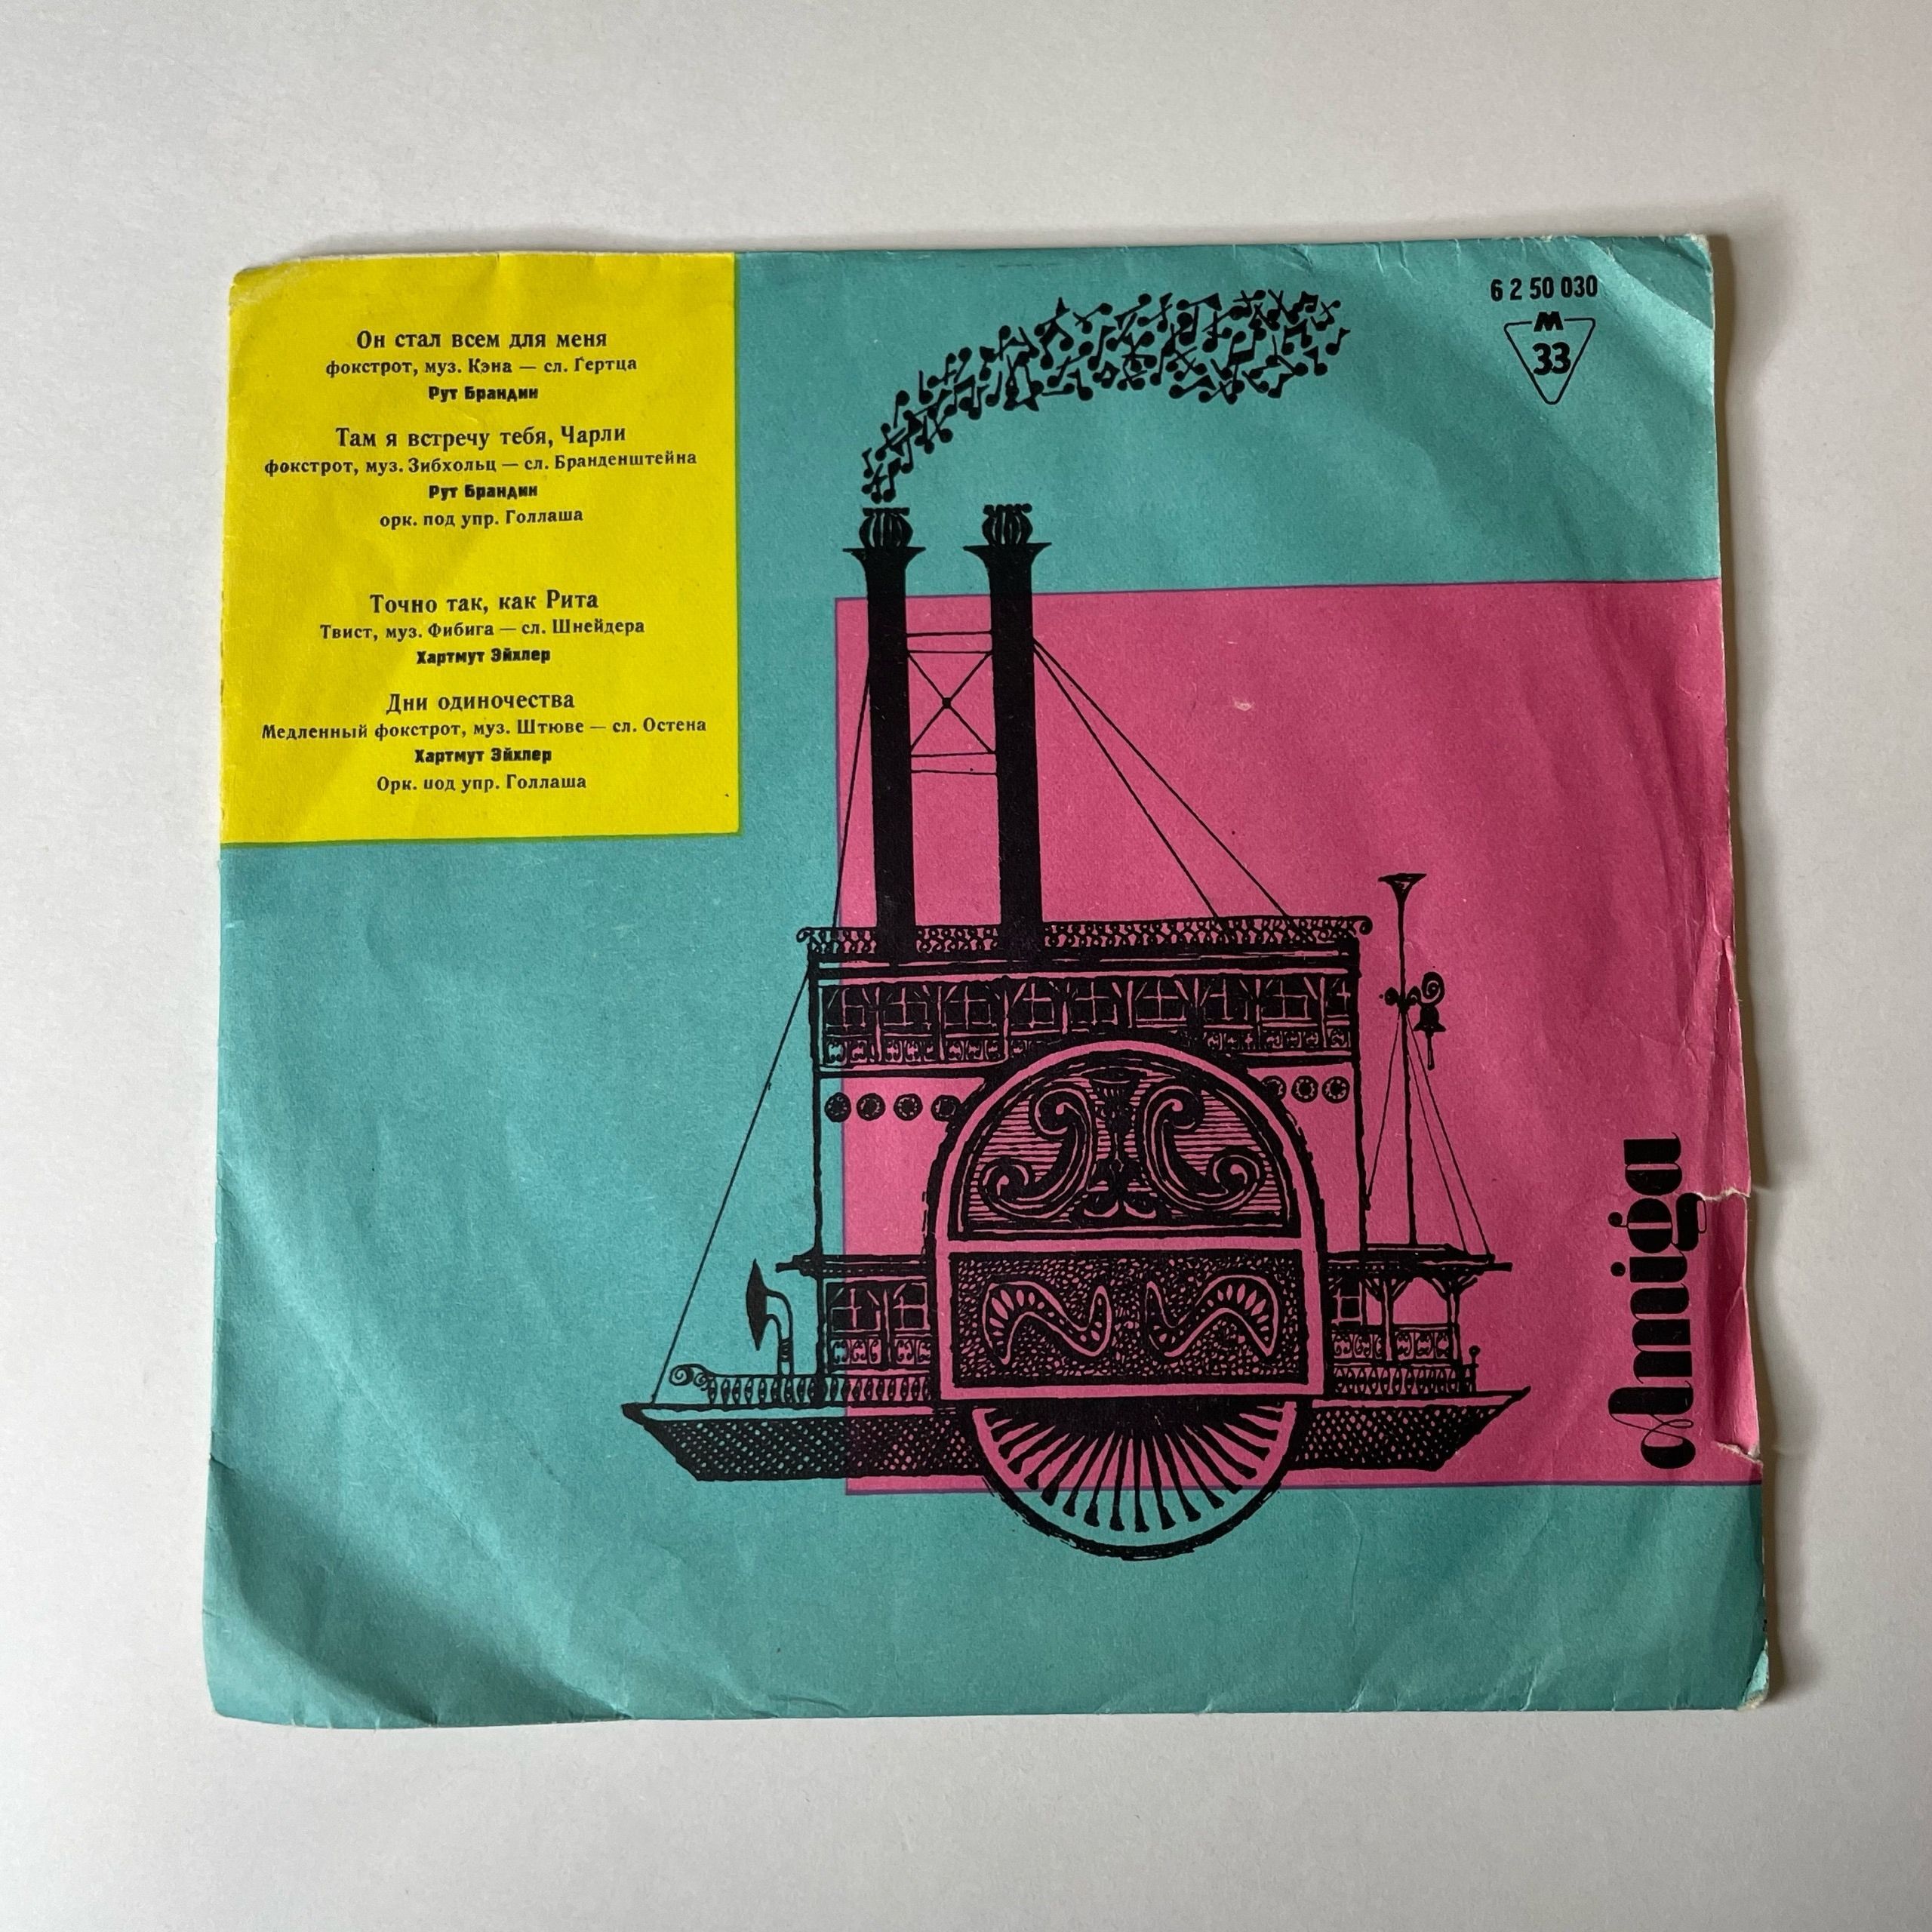 Он стал всем для меня
фокстрот, муз. Кэна — сл. Гертца
Рут Брандин
Там я встречу тебя, Чарли
фокстрот, муз. Зибхольц — сл. Бранденштейна
Рут Брандин
орк. под упр. Голлаша
Точно так, как Рита
Твист, муз. Фибига — сл. Шнейдера
Хартмут Эйхлер
Дни одиночества
Медленный фокстрот, муз. Штюве — сл. Остена
Хартмут Эйхлер
Орк. под упр. Голлаша
6 2 50 030
M
33
Amiga